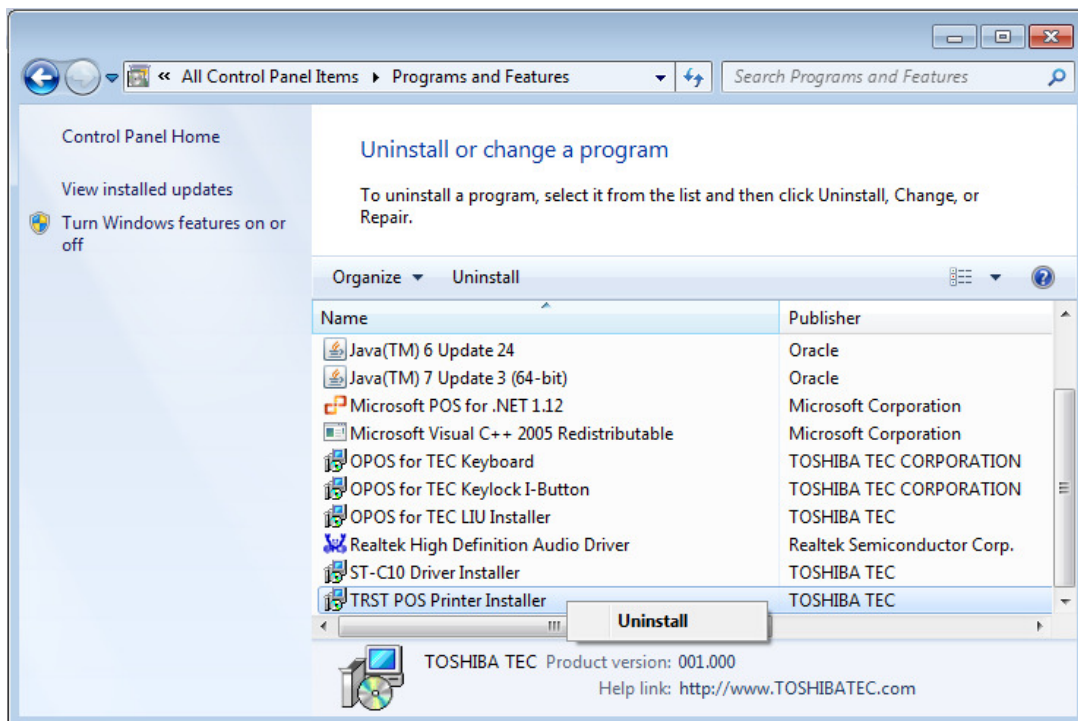 « All Control Panel Items ▸ Programs and Features
Search Programs and Features
Control Panel Home
View installed updates
Turn Windows features on or
off
Uninstall or change a program
To uninstall a program, select it from the list and then click Uninstall, Change, or
Repair.
Organize Uninstall
Name Publisher
Java(TM) 6 Update 24 Oracle
Java(TM) 7 Update 3 (64-bit) Oracle
Microsoft POS for .NET 1.12 Microsoft Corporation
Microsoft Visual C++ 2005 Redistributable Microsoft Corporation
OPOS for TEC Keyboard TOSHIBA TEC CORPORATION
OPOS for TEC Keylock I-Button TOSHIBA TEC CORPORATION
OPOS for TEC LIU Installer TOSHIBA TEC
Realtek High Definition Audio Driver Realtek Semiconductor Corp.
ST-C10 Driver Installer TOSHIBA TEC
TRST POS Printer Installer TOSHIBA TEC
Uninstall
TOSHIBA TEC Product version: 001.000
Help link: http://www.TOSHIBATEC.com